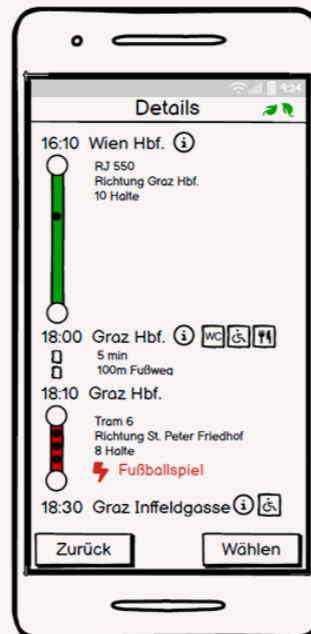 9:34
Details
16:10 Wien Hbf. i
RJ 550
Richtung Graz Hbf.
10 Halte
18:00 Graz Hbf. i WC
5 min
100m Fußweg
18:10 Graz Hbf.
Tram 6
Richtung St. Peter Friedhof
8 Halte
Fußballspiel
18:30 Graz Inffeldgasse i
Zurück Wählen